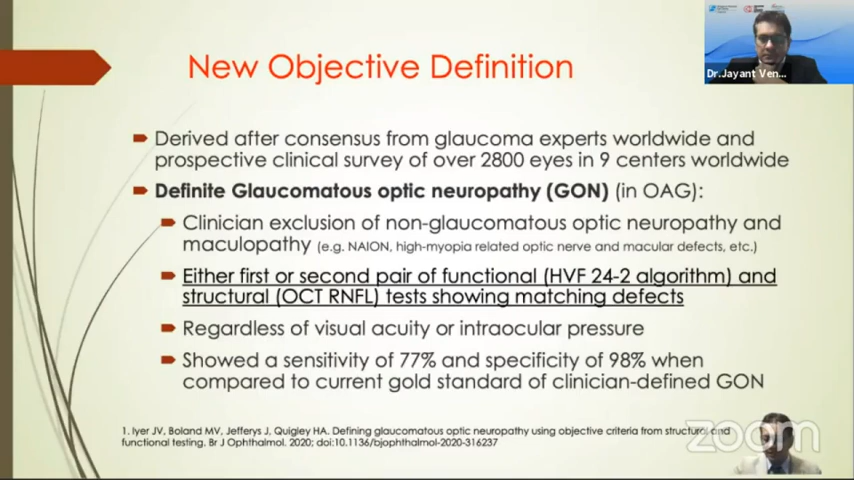 New Objective Definition
Dr.Jayant Ven...
Derived after consensus from glaucoma experts worldwide and
prospective clinical survey of over 2800 eyes in 9 centers worldwide
Definite Glaucomatous optic neuropathy (GON) (in OAG):
Clinician exclusion of non-glaucomatous optic neuropathy and
maculopathy (e.g. NAION, high-myopia related optic nerve and macular defects, etc.)
Either first or second pair of functional (HVF 24-2 algorithm) and
structural (OCT RNFL) tests showing matching defects
Regardless of visual acuity or intraocular pressure
Showed a sensitivity of 77% and specificity of 98% when
compared to current gold standard of clinician-defined GON
1. Iyer JV, Boland MV, Jefferys J, Quigley HA. Defining glaucomatous optic neuropathy using objective criteria from structural and
functional testing. Br J Ophthalmol. 2020; doi:10.1136/bjophthalmol-2020-316237
zoom